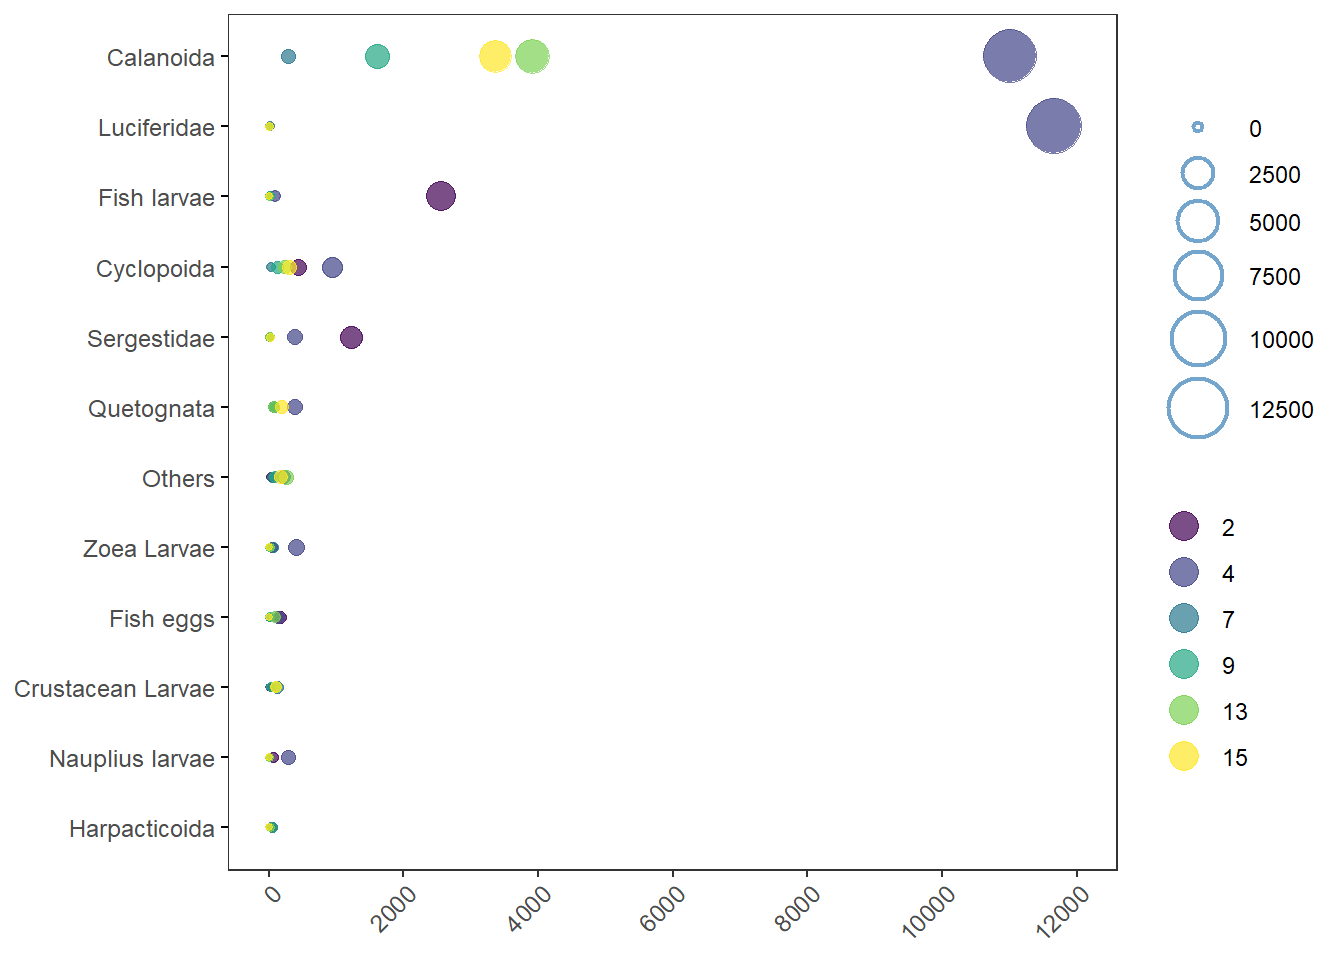 Calanoida
Luciferidae
Fish larvae
Cyclopoida
Sergestidae
Quetognata
Others
Zoea Larvae
Fish eggs
Crustacean Larvae
Nauplius larvae
Harpacticoida
0
2000
4000
6000
8000
10000
12000
0
2500
5000
7500
10000
12500
2
4
7
9
13
15